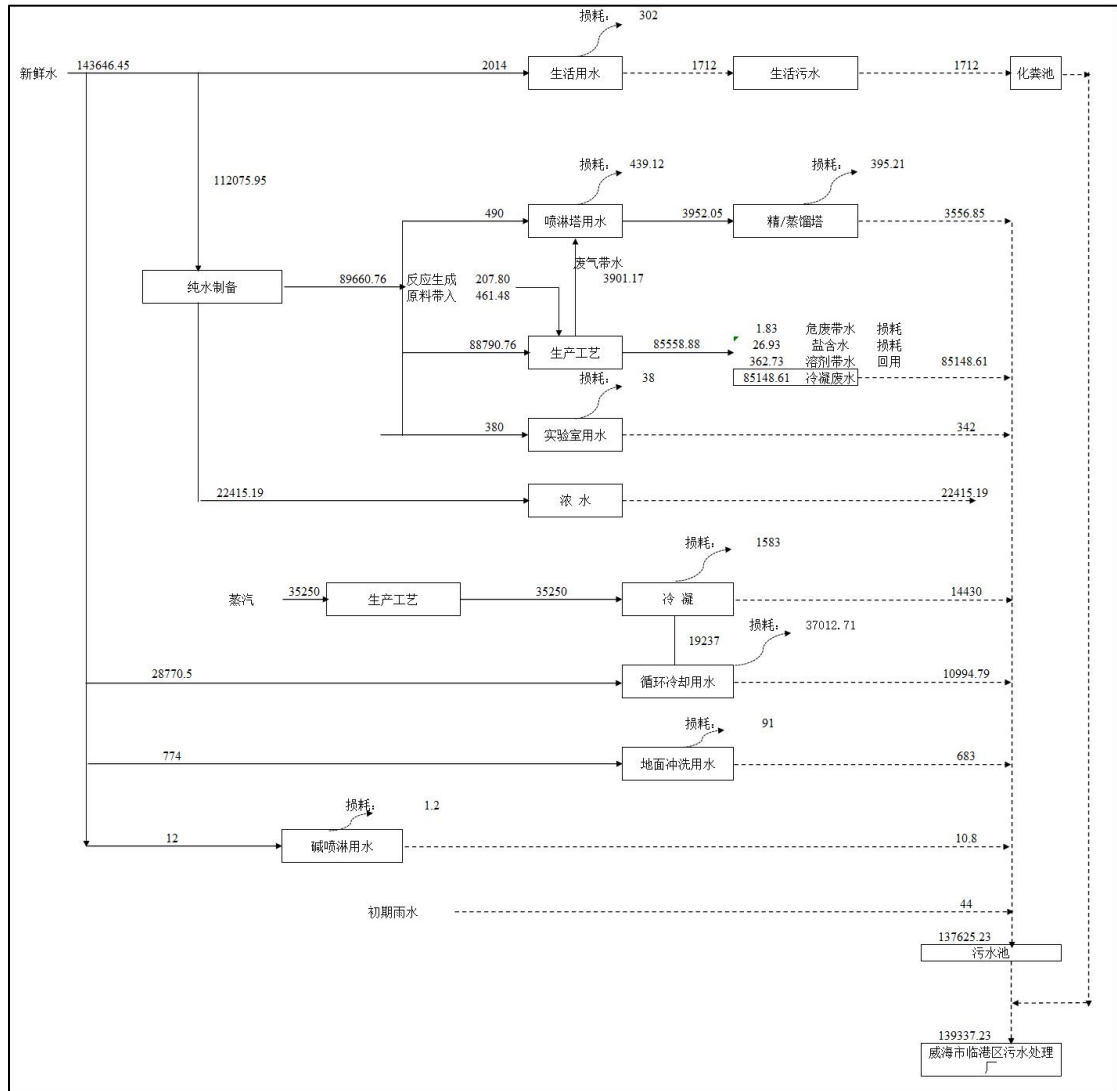 损耗： 302
新鲜水 143646.45 2014 生活用水 1712 生活污水 1712 化粪池
损耗： 439.12 损耗： 395.21
112075.95
490 喷淋塔用水 3952.05 精/蒸馏塔 3556.85
废气带水
3901.17
纯水制备 89660.76 反应生成 207.80
原料带入 461.48
88790.76 生产工艺 85558.88
1.83 危废带水 损耗
26.93 盐含水 损耗
362.73 溶剂带水 回用
85148.61 冷凝废水 85148.61
损耗： 38
380 实验室用水 342
22415.19 浓 水 22415.19
损耗： 1583
蒸汽 35250 生产工艺 35250 冷 凝 14430
19237 损耗： 37012.71
28770.5 循环冷却用水 10994.79
损耗： 91
774 地面冲洗用水 683
损耗： 1.2
12 碱喷淋用水 10.8
初期雨水 44
137625.23
污水池
139337.23
威海市临港区污水处理
厂